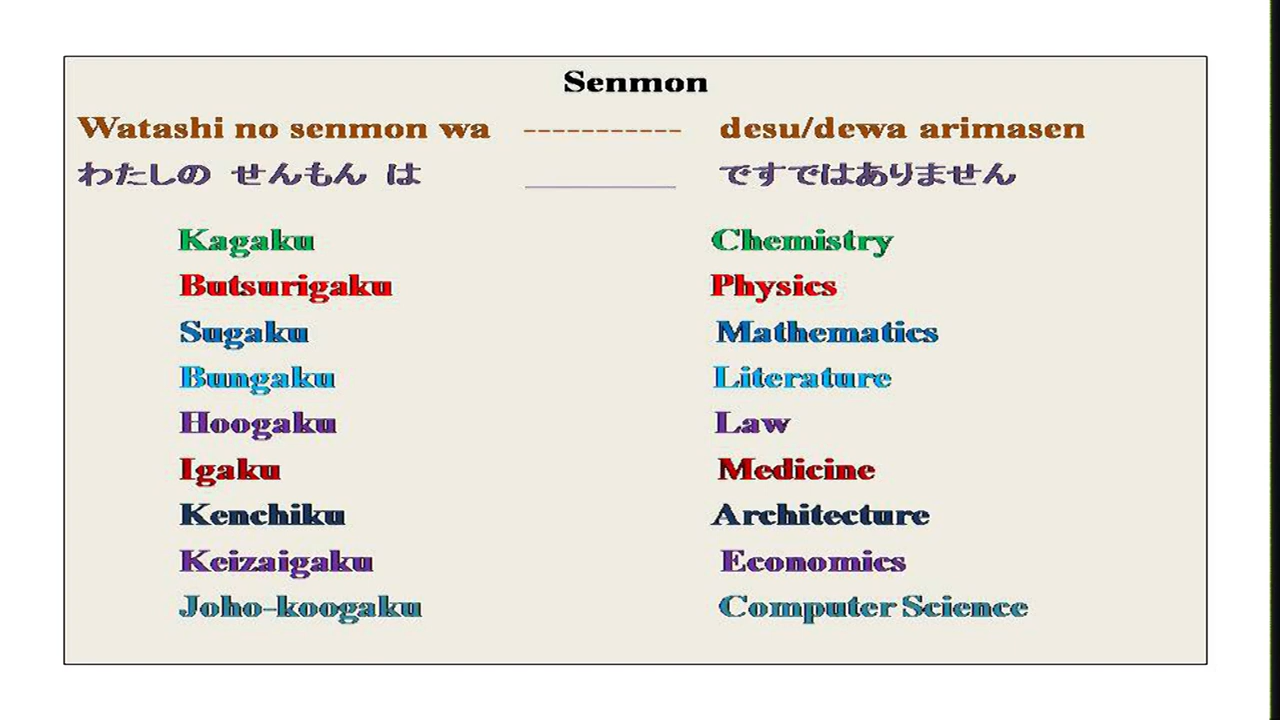 Senmon
Watashi no senmon wa ----------- desu/dewa arimasen
わたしの せんもん は __________ ですではありません
Kagaku Chemistry
Butsurigaku Physics
Sugaku Mathematics
Bungaku Literature
Hoogaku Law
Igaku Medicine
Kenchiku Architecture
Keizaigaku Economics
Joho-koogaku Computer Science